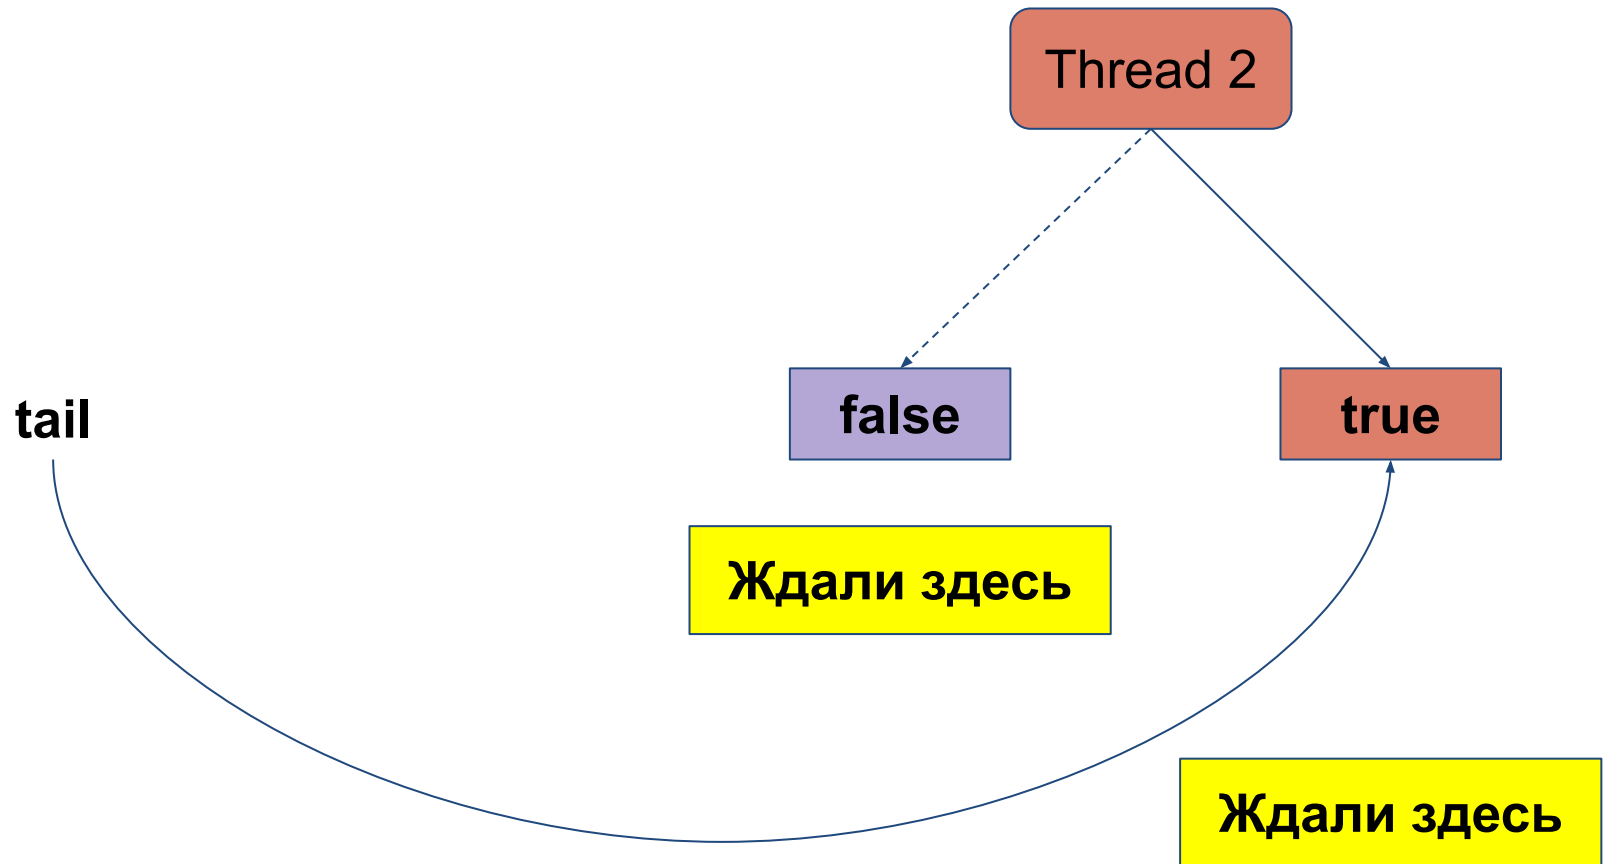 Thread 2
tail
false
true
Ждали здесь
Ждали здесь